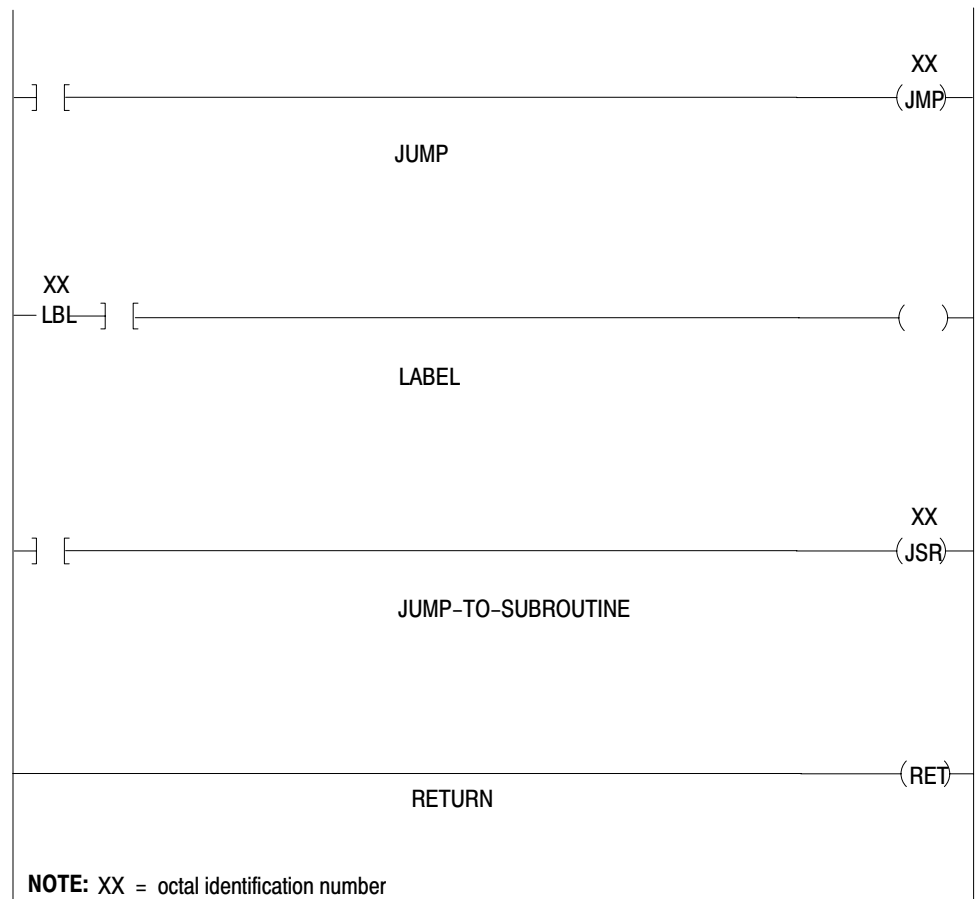 XX
(JMP)
JUMP
XX
LBL
LABEL
XX
(JSR)
JUMP-TO-SUBROUTINE
(RET)
RETURN
NOTE: XX = octal identification number